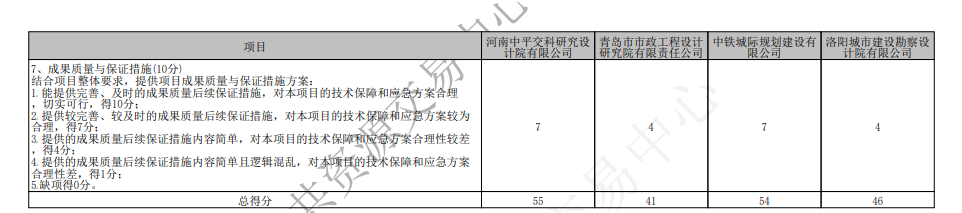 项目 河南中平交科研究设计院有限公司 青岛市市政工程设计研究院有限责任公司 中铁城际规划建设有限公司 洛阳城市建设勘察设计院有限公司
7、成果质量与保证措施(10分)
结合项目整体要求，提供项目成果质量与保证措施方案：
1.能提供完善、及时的成果质量后续保证措施，对本项目的技术保障和应急方案合理
，切实可行，得10分；
2.提供较完善、较及时的成果质量后续保证措施，对本项目的技术保障和应急方案较为
合理，得7分；
3.提供的成果质量后续保证措施内容简单，对本项目的技术保障和应急方案合理性较差
，得4分；
4.提供的成果质量后续保证措施内容简单且逻辑混乱，对本项目的技术保障和应急方案
合理性差，得1分；
5.缺项得0分。
7 4 7 4
总得分 55 41 54 46
共资源交易中心
易中心